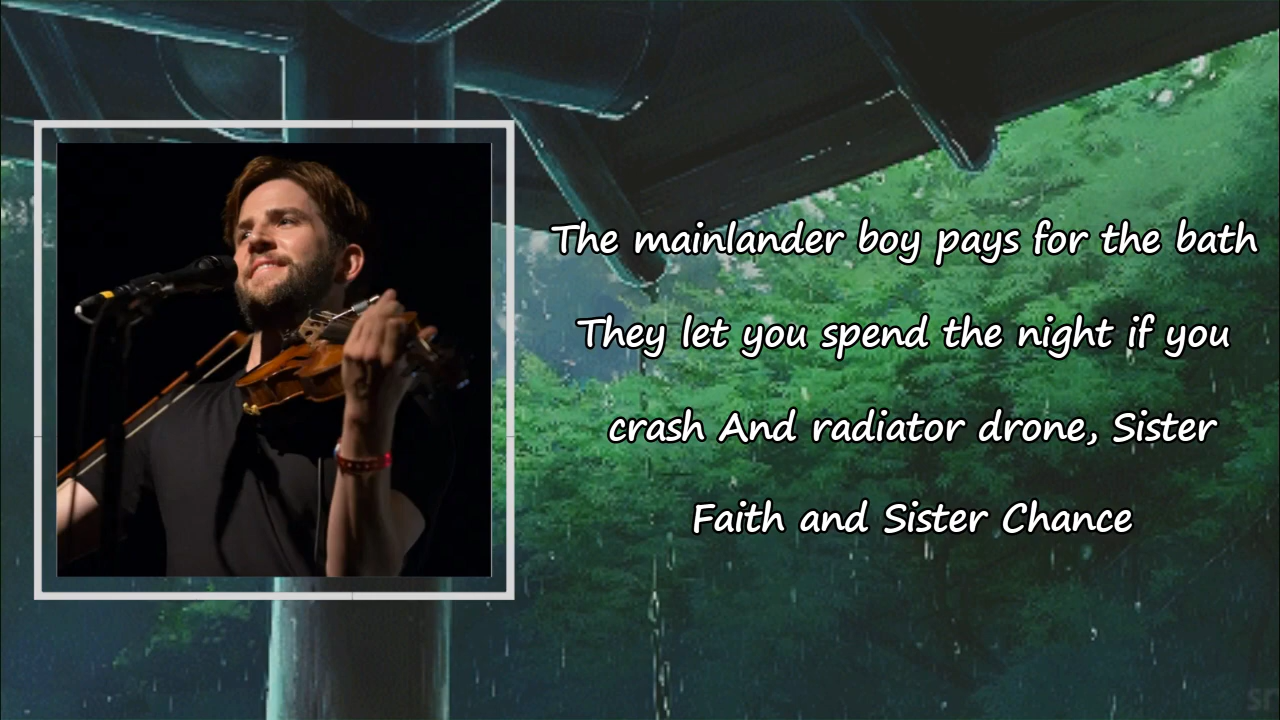 The mainlander boy pays for the bath
They let you spend the night if you
crash And radiator drone, Sister
Faith and Sister Chance